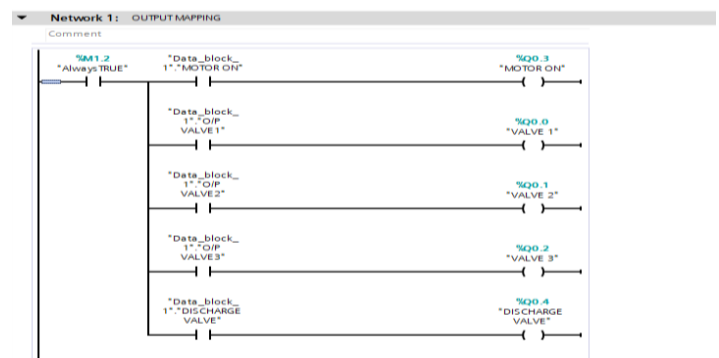 Network 1: OUTPUT MAPPING
Comment
%M1.2
"AlwaysTRUE"
"Data_block_
1"."MOTOR ON"
%Q0.3
"MOTOR ON"
"Data_block_
1"."O/P
VALVE1"
%Q0.0
"VALVE 1"
"Data_block_
1"."O/P
VALVE2"
%Q0.1
"VALVE 2"
"Data_block_
1"."O/P
VALVE3"
%Q0.2
"VALVE 3"
"Data_block_
1"."DISCHARGE
VALVE"
%Q0.4
"DISCHARGE
VALVE"